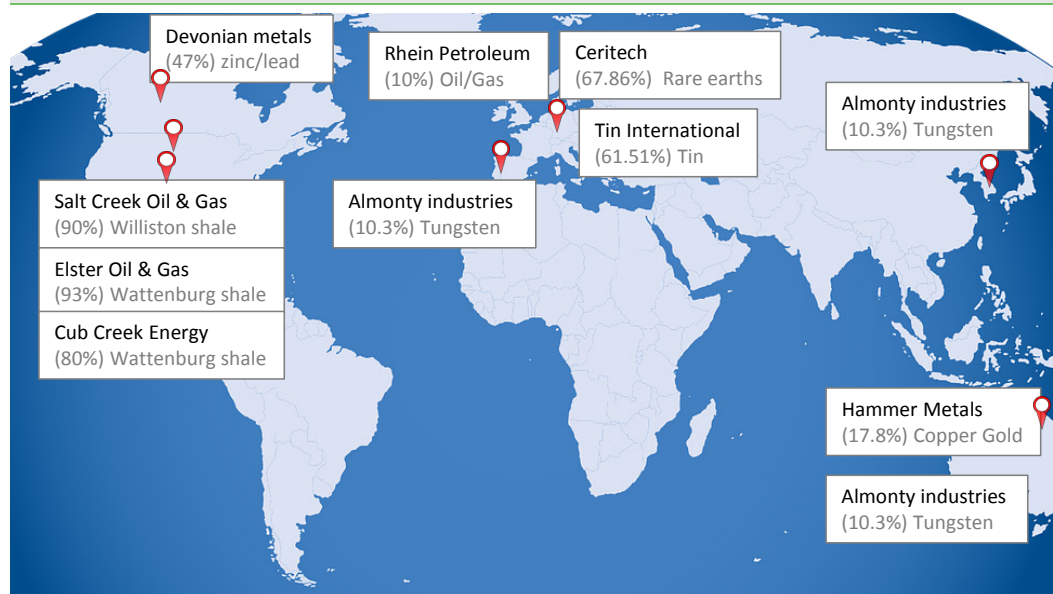 Devonian metals
(47%) zinc/lead
Rhein Petroleum
(10%) Oil/Gas
Ceritech
(67.86%) Rare earths
Almonty industries
(10.3%) Tungsten
Tin International
(61.51%) Tin
Salt Creek Oil & Gas
(90%) Williston shale
Almonty industries
(10.3%) Tungsten
Elster Oil & Gas
(93%) Wattenburg shale
Cub Creek Energy
(80%) Wattenburg shale
Hammer Metals
(17.8%) Copper Gold
Almonty industries
(10.3%) Tungsten